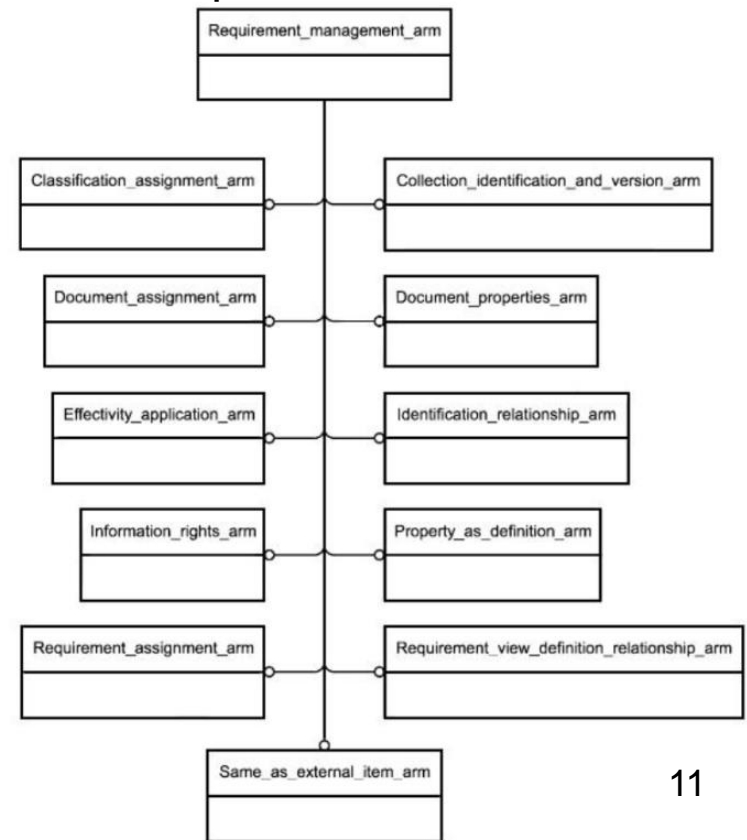 Requirement_management_arm
Classification_assignment_arm
Collection_identification_and_version_arm
Document_assignment_arm
Document_properties_arm
Effectivity_application_arm
Identification_relationship_arm
Information_rights_arm
Property_as_definition_arm
Requirement_assignment_arm
Requirement_view_definition_relationship_arm
Same_as_external_item_arm
11